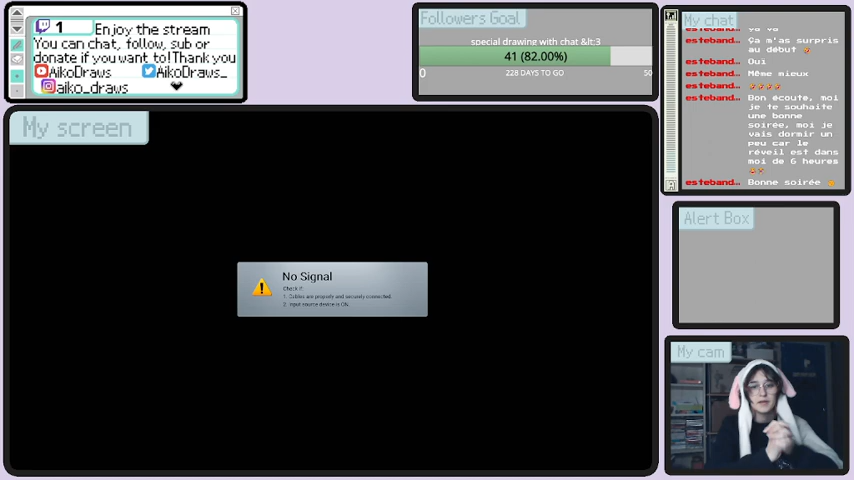 1
Enjoy the stream
You can chat, follow, sub or
donate if you want to!Thank you
AikoDraws
AikoDraws_
aiko_draws
Followers Goal
special drawing with chat &lt;3
41 (82.00%)
0
228 DAYS TO GO
My chat
esteband...
Ça m'as surpris
au début
esteband... Oui
esteband... Même mieux
esteband...
esteband... Bon écoute, moi
je te souhaite
une bonne
soirée, moi je
vais dormir un
peu car le
réveil est dans
moi de 6 heures
esteband... Bonne soirée
My screen
No Signal
Check if:
1. Cables are properly and securely connected.
2. Input source device is ON.
Alert Box
My cam